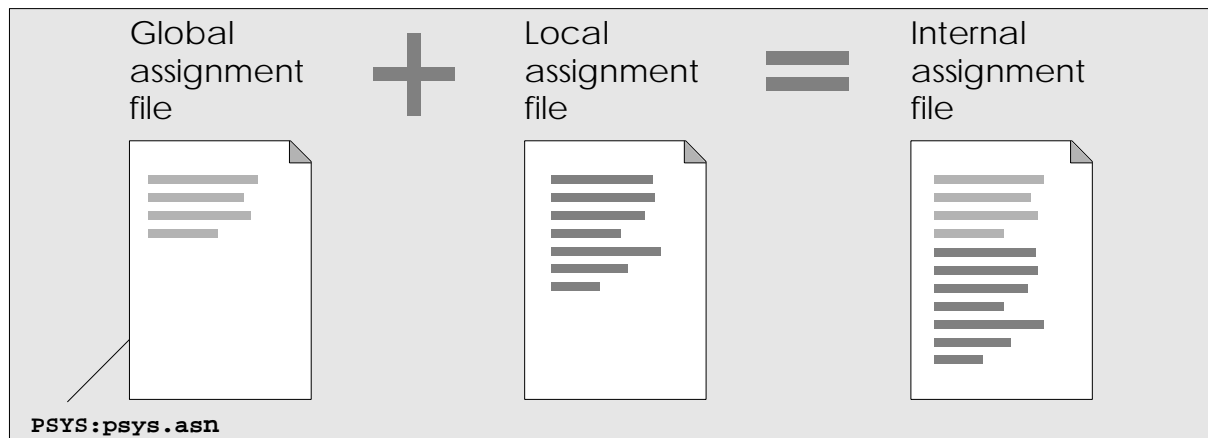 Global
assignment
file
Local
assignment
file
Internal
assignment
file
PSYS:psys.asn